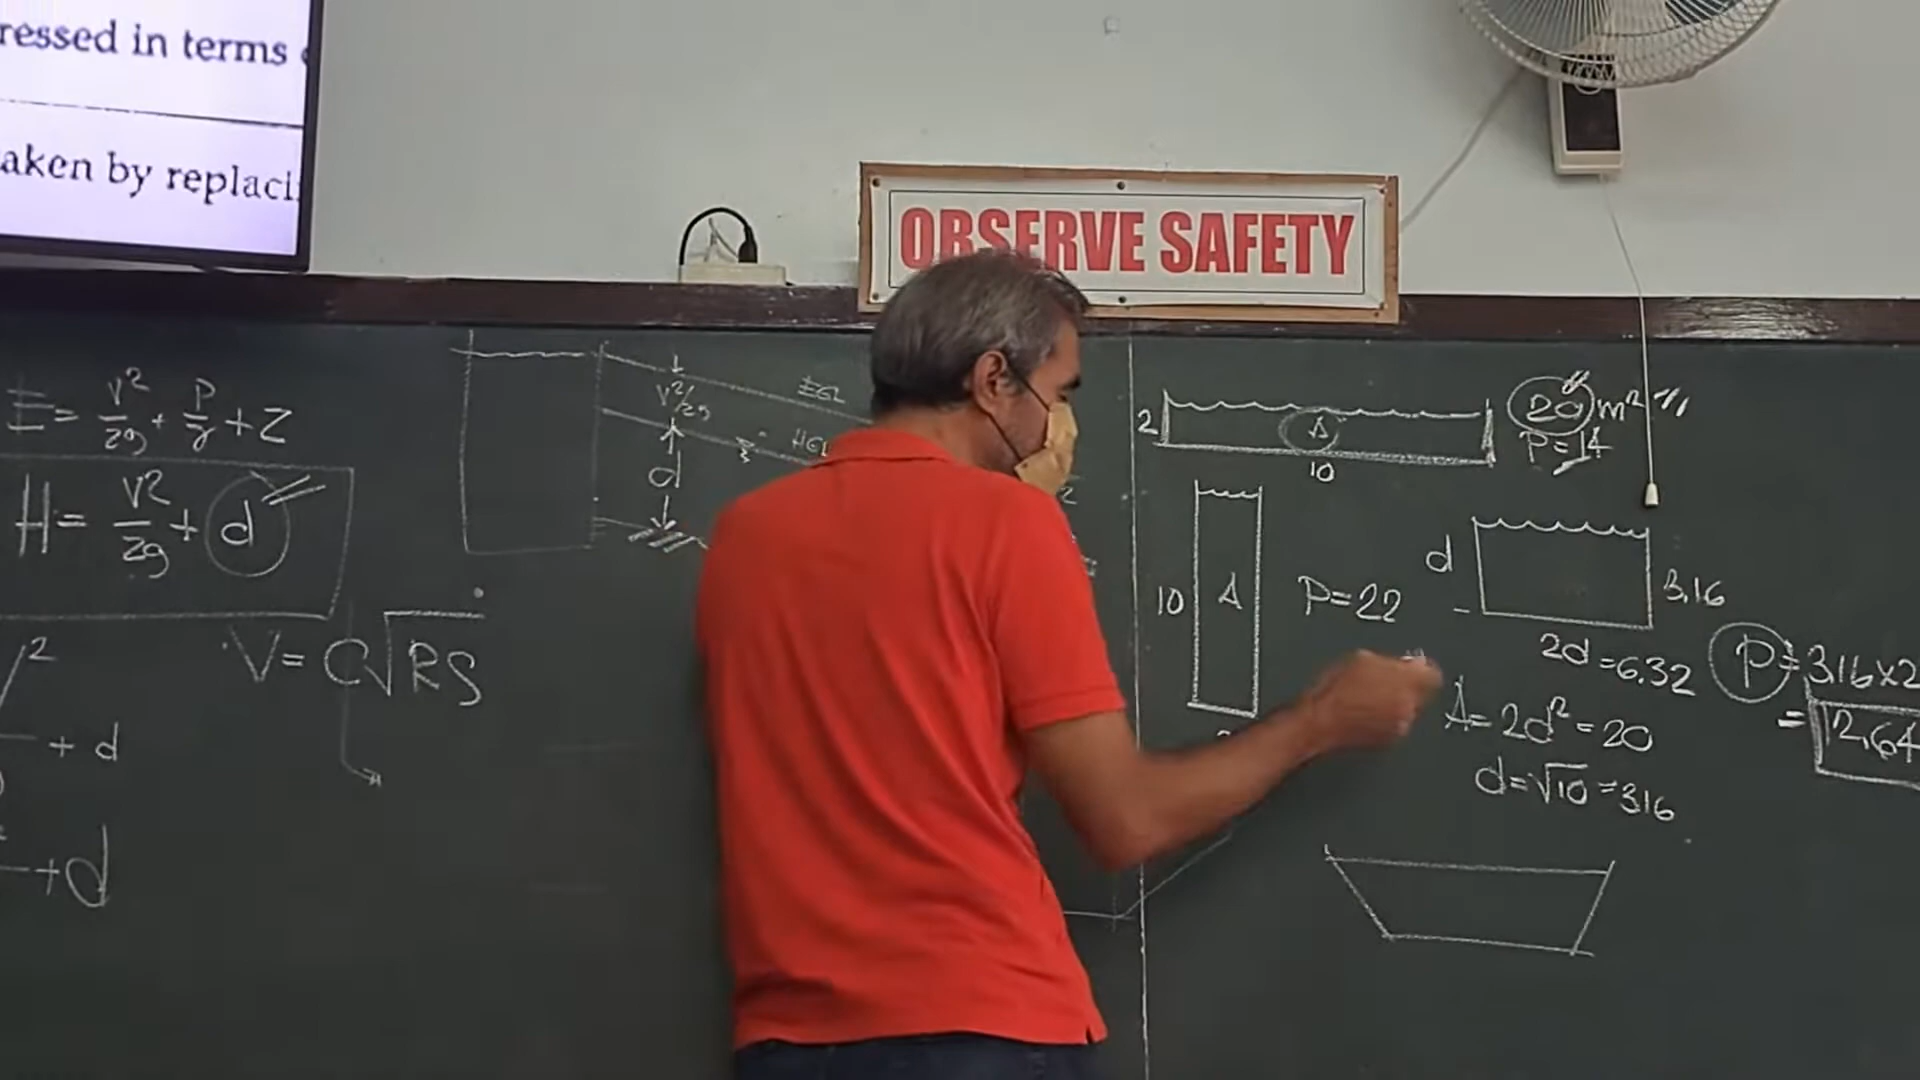 ressed in terms
aken by replaci
OBSERVE SAFETY
E = v²/2g + P/γ + Z
H = v²/2g + d
V = C√RS
+ d
+ d
v²/2g
EGL
HGL
d
2
A
10
20 m²
P = 14
10
A
P = 22
d
3.16
2d = 6.32
A = 2d² = 20
d = √10 = 3.16
P = 3.16 x 2
= 12.64